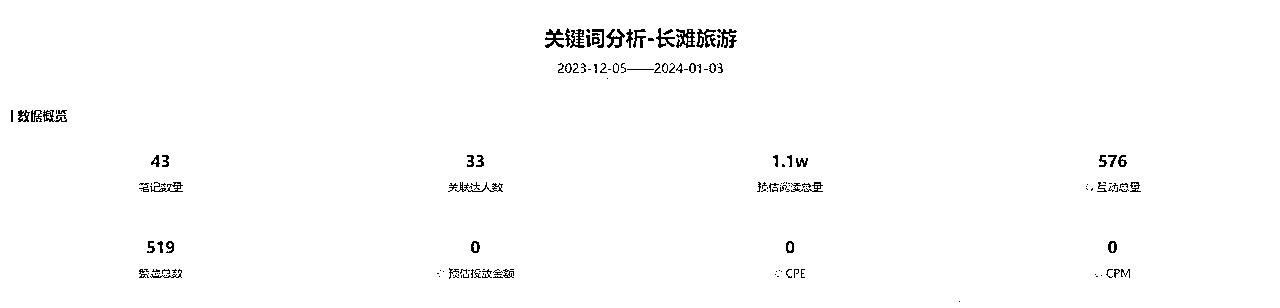 关键词分析-长滩旅游
2023-12-05——2024-01-03
数据概览
43 33 1.1w 576
笔记数量 关联达人数 预估阅读总量 互动总量
519 0 0 0
总数 预估投放金额 CPE CPM